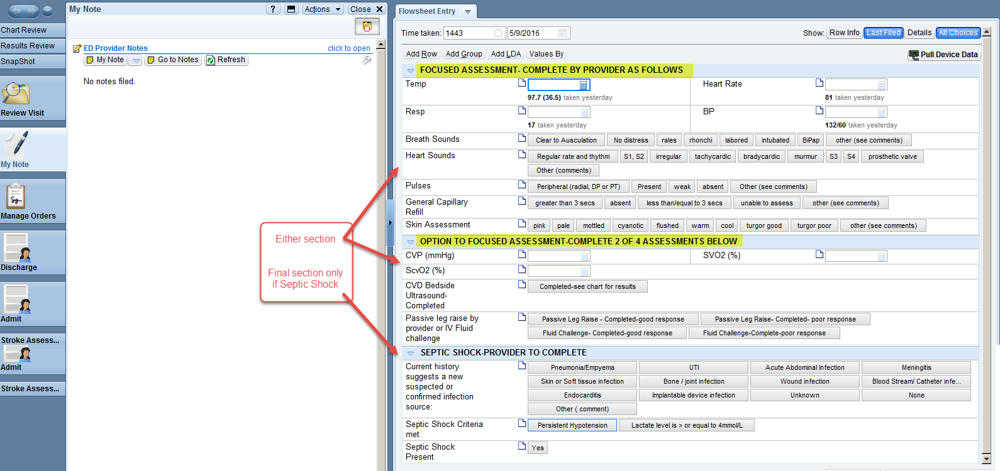 Chart Review
Results Review
SnapShot
Review Visit
My Note
Manage Orders
Discharge
Admit
Stroke Assess...
Admit
Stroke Assess...
My Note
? Actions Close X
ED Provider Notes click to open
My Note Go to Notes Refresh
No notes filed.
Either section
Final section only
if Septic Shock
Flowsheet Entry
Time taken: 1443 5/9/2016 Show: Row Info Last Filed Details All Choices
Add Row Add Group Add LDA Values By Pull Device Data
FOCUSED ASSESSMENT- COMPLETE BY PROVIDER AS FOLLOWS
Temp Heart Rate
97.7 (36.5) taken yesterday 81 taken yesterday
Resp BP
17 taken yesterday 132/60 taken yesterday
Breath Sounds Clear to Ausculation No distress rales rhonchi labored intubated BiPap other (see comments)
Heart Sounds Regular rate and thythm S1, S2 irregular tachycardic bradycardic murmur S3 S4 prosthetic valve
Other (comments)
Pulses Peripheral (radial, DP or PT) Present weak absent Other (see comments)
General Capillary greater than 3 secs absent less than/equal to 3 secs unable to assess other (see comments)
Refill
Skin Assessment pink pale mottled cyanotic flushed warm cool turgor good turgor poor other (see comments)
OPTION TO FOCUSED ASSESSMENT-COMPLETE 2 OF 4 ASSESSMENTS BELOW
CVP (mmHg) SVO2 (%)
ScvO2 (%)
CVD Bedside Completed-see chart for results
Ultrasound-
Completed
Passive leg raise by Passive Leg Raise - Completed-good response Passive Leg Raise- Completed- poor response
provider or IV Fluid
challenge Fluid Challenge- Completed-good response Fluid Challenge-Complete-poor response
SEPTIC SHOCK-PROVIDER TO COMPLETE
Current history Pneumonia/Empyema UTI Acute Abdominal Infection Meningitis
suggests a new Skin or Soft tissue infection Bone / joint infection Wound infection Blood Stream/ Catheter infe...
suspected or
confirmed infection Endocarditis Implantable device infection Unknown None
source: Other ( comment)
Septic Shock Criteria Persistent Hypotension Lactate level is > or equal to 4mmol/L
met
Septic Shock Yes
Present